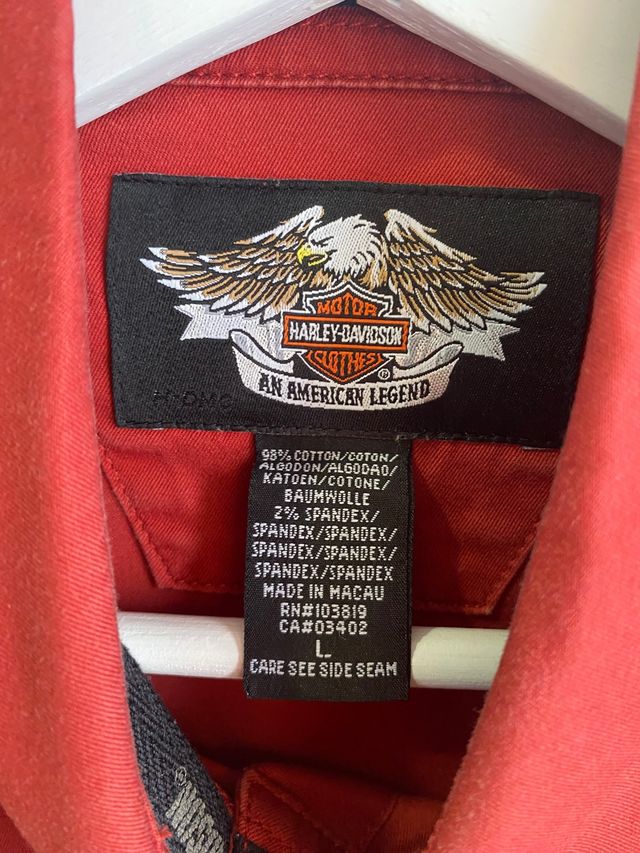 MOTOR
HARLEY-DAVIDSON
CLOTHES
®
AN AMERICAN LEGEND
H-DMC
98% COTTON/COTON/
ALGODON/ALGODAO/
KATOEN/COTONE/
BAUMWOLLE
2% SPANDEX/
SPANDEX/SPANDEX/
SPANDEX/SPANDEX/
SPANDEX/SPANDEX
MADE IN MACAU
RN#103819
CA#03402
L
CARE SEE SIDE SEAM